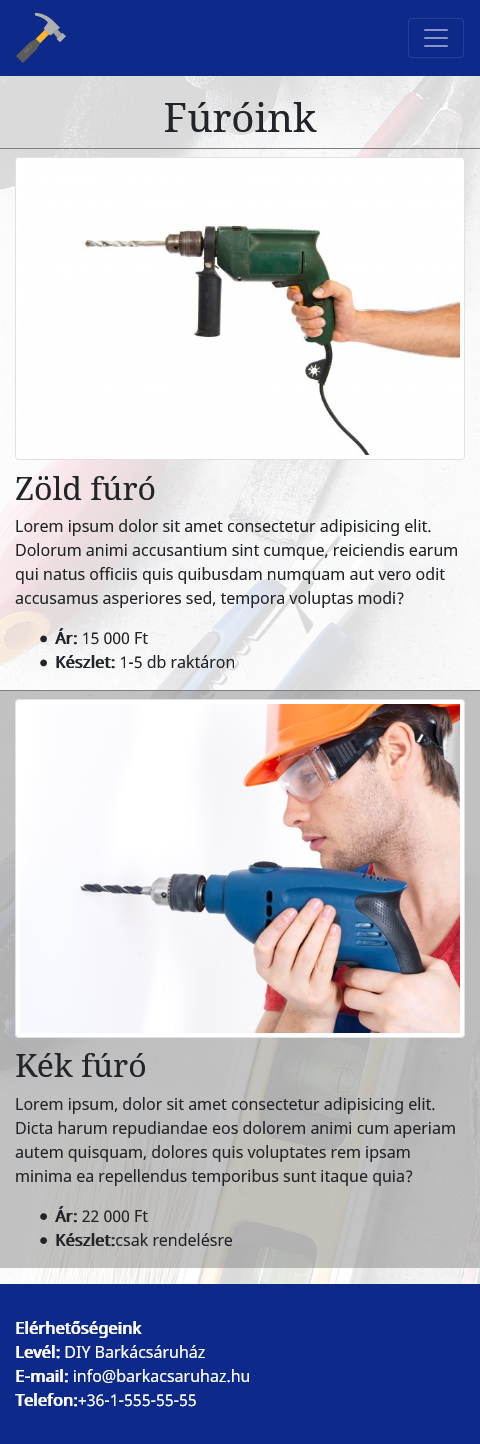 Fúróink
Zöld fúró
Lorem ipsum dolor sit amet consectetur adipisicing elit.
Dolorum animi accusantium sint cumque, reiciendis earum
qui natus officiis quis quibusdam numquam aut vero odit
accusamus asperiores sed, tempora voluptas modi?
• Ár: 15 000 Ft
• Készlet: 1-5 db raktáron
Kék fúró
Lorem ipsum, dolor sit amet consectetur adipisicing elit.
Dicta harum repudiandae eos dolorem animi cum aperiam
autem quisquam, dolores quis voluptates rem ipsam
minima ea repellendus temporibus sunt itaque quia?
• Ár: 22 000 Ft
• Készlet:csak rendelésre
Elérhetőségeink
Levél: DIY Barkácsáruház
E-mail: info@barkacsaruhaz.hu
Telefon:+36-1-555-55-55